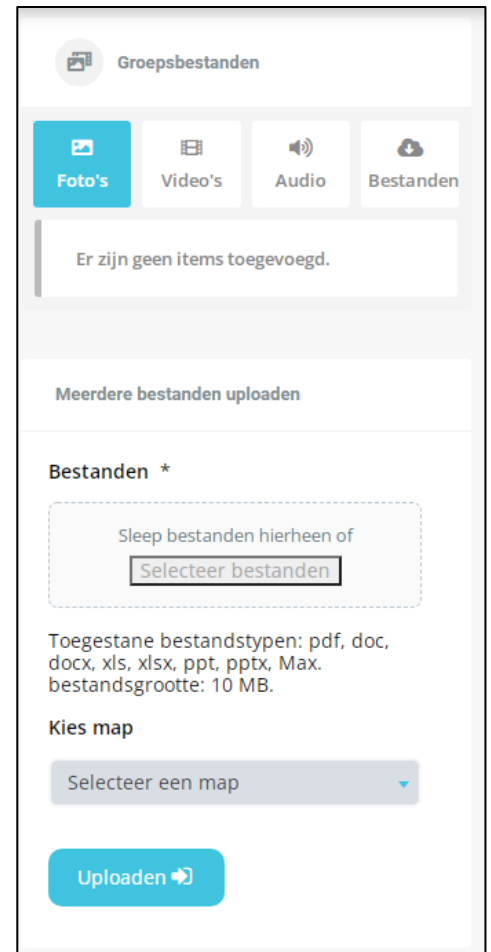 Groepsbestanden
Foto's Video's Audio Bestanden
Er zijn geen items toegevoegd.
Meerdere bestanden uploaden
Bestanden *
Sleep bestanden hierheen of
Selecteer bestanden
Toegestane bestandstypen: pdf, doc,
docx, xls, xlsx, ppt, pptx, Max.
bestandsgrootte: 10 MB.
Kies map
Selecteer een map
Uploaden